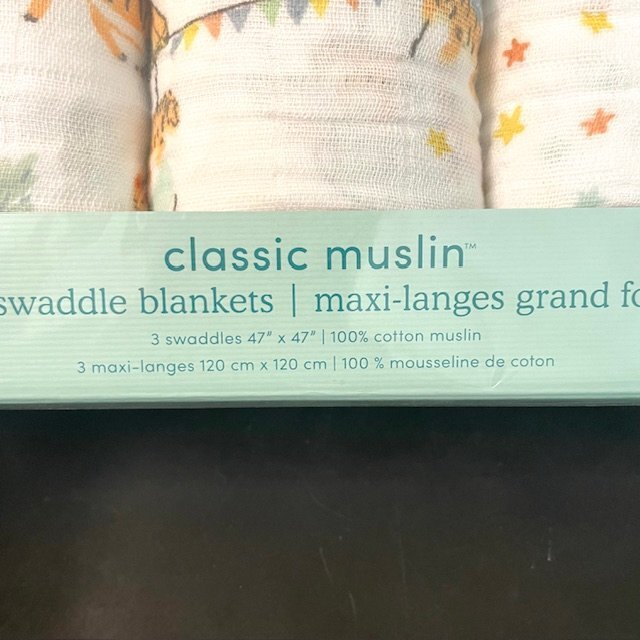 classic muslin™
swaddle blankets | maxi-langes grand
3 swaddles 47" x 47" | 100% cotton muslin
3 maxi-langes 120 cm x 120 cm | 100 % mousseline de coton